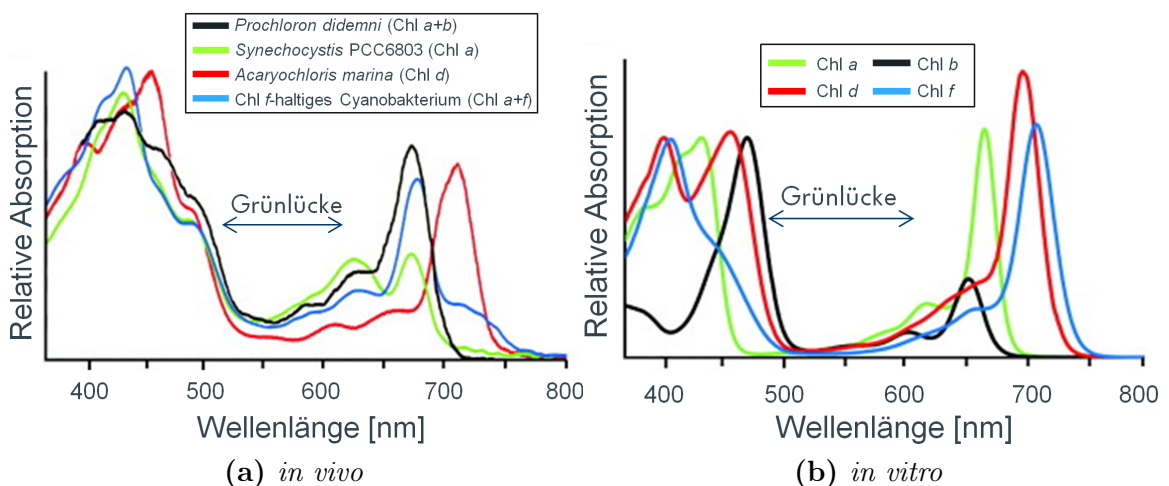 Prochloron didemni (Chl a+b)
Synechocystis PCC6803 (Chl a)
Acaryochloris marina (Chl d)
Chl f-haltiges Cyanobakterium (Chl a+f)
Relative Absorption
Grünlücke
400 500 600 700 800
Wellenlänge [nm]
(a) in vivo
Chl a Chl b
Chl d Chl f
Relative Absorption
Grünlücke
400 500 600 700 800
Wellenlänge [nm]
(b) in vitro